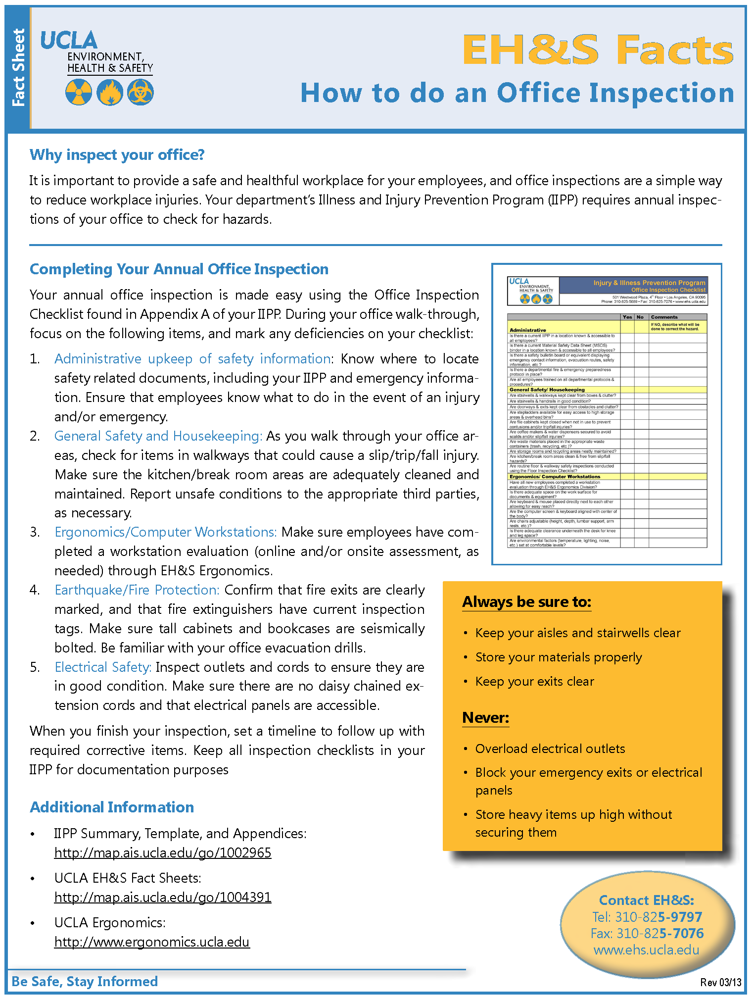 Fact Sheet
UCLA
ENVIRONMENT,
HEALTH & SAFETY
EH&S Facts
How to do an Office Inspection
Why inspect your office?
It is important to provide a safe and healthful workplace for your employees, and office inspections are a simple way
to reduce workplace injuries. Your department’s Illness and Injury Prevention Program (IIPP) requires annual inspec-
tions of your office to check for hazards.
Completing Your Annual Office Inspection
Your annual office inspection is made easy using the Office Inspection
Checklist found in Appendix A of your IIPP. During your office walk-through,
focus on the following items, and mark any deficiencies on your checklist:
1. Administrative upkeep of safety information: Know where to locate
safety related documents, including your IIPP and emergency informa-
tion. Ensure that employees know what to do in the event of an injury
and/or emergency.
2. General Safety and Housekeeping: As you walk through your office ar-
eas, check for items in walkways that could cause a slip/trip/fall injury.
Make sure the kitchen/break room areas are adequately cleaned and
maintained. Report unsafe conditions to the appropriate third parties,
as necessary.
3. Ergonomics/Computer Workstations: Make sure employees have com-
pleted a workstation evaluation (online and/or onsite assessment, as
needed) through EH&S Ergonomics.
4. Earthquake/Fire Protection: Confirm that fire exits are clearly
marked, and that fire extinguishers have current inspection
tags. Make sure tall cabinets and bookcases are seismically
bolted. Be familiar with your office evacuation drills.
5. Electrical Safety: Inspect outlets and cords to ensure they are
in good condition. Make sure there are no daisy chained ex-
tension cords and that electrical panels are accessible.
When you finish your inspection, set a timeline to follow up with
required corrective items. Keep all inspection checklists in your
IIPP for documentation purposes
UCLA
ENVIRONMENT,
HEALTH & SAFETY
Injury & Illness Prevention Program
Office Inspection Checklist
501 Westwood Plaza, 4th Floor • Los Angeles, CA 90095
Phone: 310-825-5689 • Fax: 310-825-7076 • www.ehs.ucla.edu
Yes No Comments
Administrative
If NO, describe what will be
done to correct the hazard.
Is there a current IIPP in a location known & accessible to
all employees?
Is there a current Material Safety Data Sheet (MSDS)
binder in a location known & accessible to all employees?
Is there a safety bulletin board or equivalent displaying
emergency contact information, evacuation routes, safety
information, etc.?
Is there a departmental fire & emergency preparedness
protocol in place?
Are all employees trained on all departmental protocols &
procedures?
General Safety/ Housekeeping
Are stairwells & walkways kept clear from boxes & clutter?
Are stairwells & handrails in good condition?
Are doorways & exits kept clear from obstacles and clutter?
Are stepladders available for easy access to high storage
areas & overhead bins?
Are file cabinets kept closed when not in use to prevent
contusions and/or trip/fall injuries?
Are coffee makers & water dispensers secured to avoid
scalds and/or slip/fall injuries?
Are waste materials placed in the appropriate waste
containers (trash, recycling, etc.)?
Are storage rooms and recycling areas neatly maintained?
Are kitchen/break room areas clean & free from slip/fall
hazards?
Are routine floor & walkway safety inspections conducted
using the Floor Inspection Checklist?
Ergonomics/ Computer Workstations
Have all new employees completed a workstation
evaluation through EH&S Ergonomics Division?
Is there adequate space on the work surface for
documents & equipment?
Are keyboard & mouse placed directly next to each other
allowing for easy reach?
Are the computer screen & keyboard aligned with center of
the body?
Are chairs adjustable (height, depth, lumbar support, arm
rests, etc.)?
Is there adequate clearance underneath the desk for knee
and leg space?
Are environmental factors (temperature, lighting, noise,
etc.) set at comfortable levels?
Always be sure to:
• Keep your aisles and stairwells clear
• Store your materials properly
• Keep your exits clear
Never:
• Overload electrical outlets
• Block your emergency exits or electrical
panels
• Store heavy items up high without
securing them
Additional Information
• IIPP Summary, Template, and Appendices:
http://map.ais.ucla.edu/go/1002965
• UCLA EH&S Fact Sheets:
http://map.ais.ucla.edu/go/1004391
• UCLA Ergonomics:
http://www.ergonomics.ucla.edu
Contact EH&S:
Tel: 310-825-9797
Fax: 310-825-7076
www.ehs.ucla.edu
Be Safe, Stay Informed
Rev 03/13